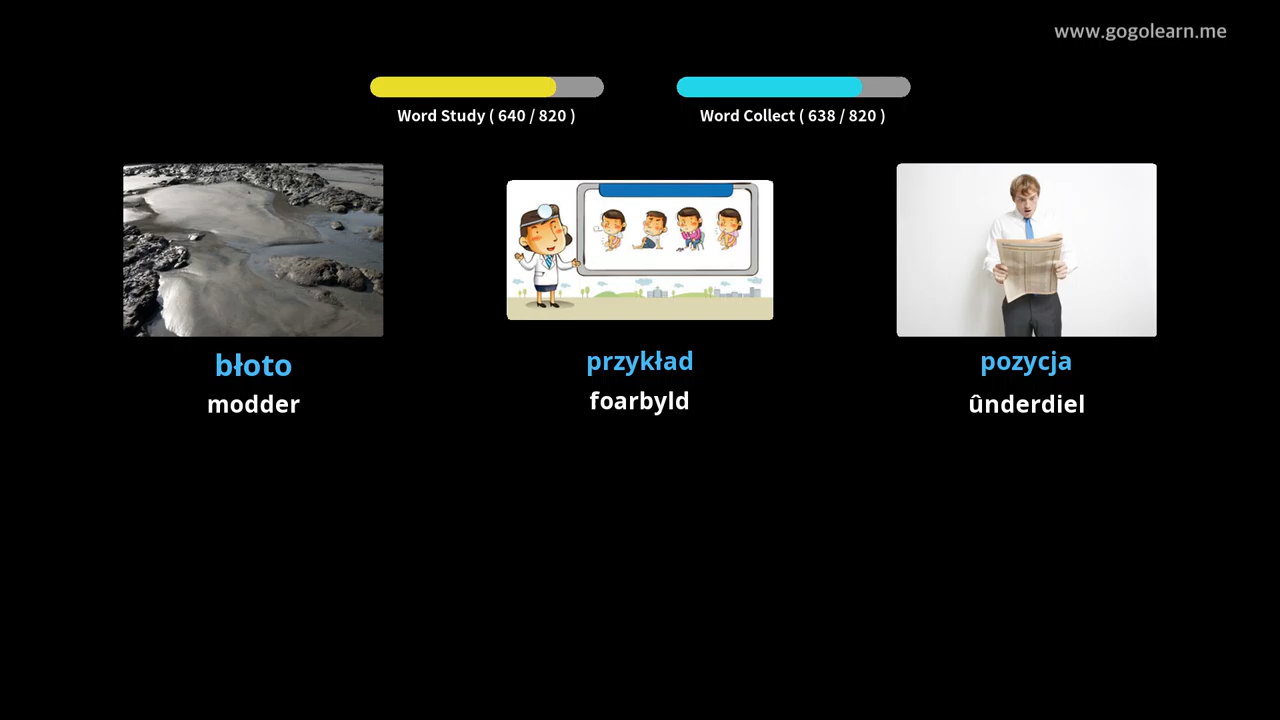 www.gogolearn.me
Word Study ( 640 / 820 )
Word Collect ( 638 / 820 )
błoto
modder
przykład
foarbyld
pozycja
ûnderdiel